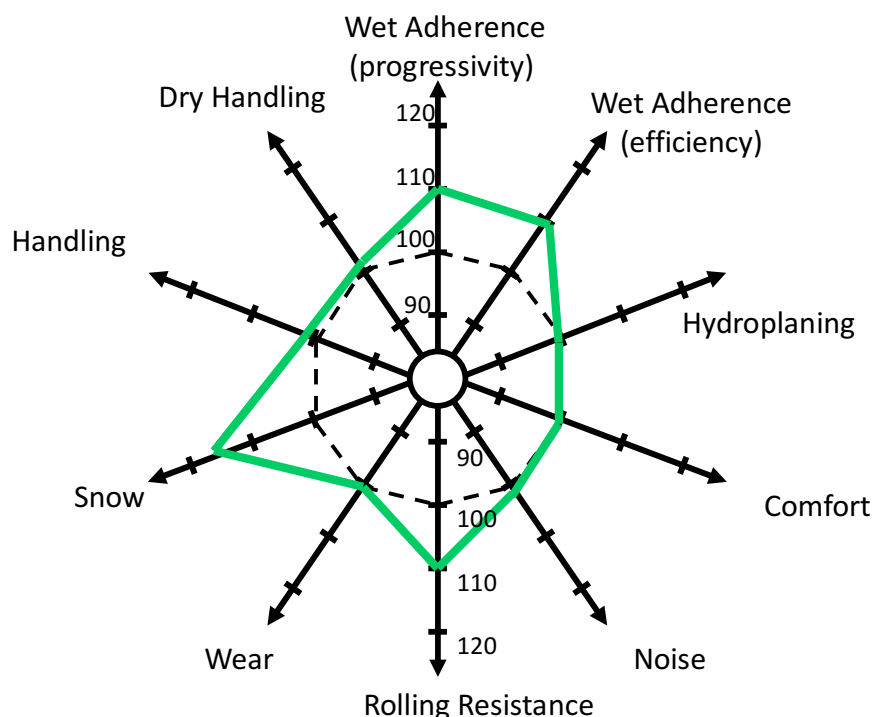 Wet Adherence
(progressivity)
Dry Handling
Wet Adherence
(efficiency)
120
110
Handling
100
90
Hydroplaning
90
Snow
Comfort
100
110
120
Wear
Noise
Rolling Resistance